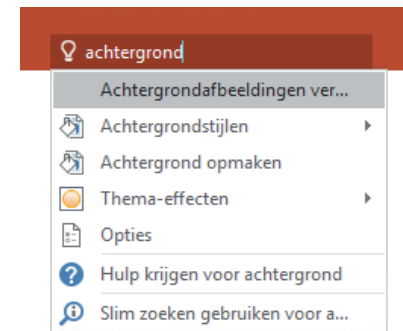 achtergrond
Achtergrondafbeeldingen ver...
Achtergrondstijlen
Achtergrond opmaken
Thema-effecten
Opties
Hulp krijgen voor achtergrond
Slim zoeken gebruiken voor a...